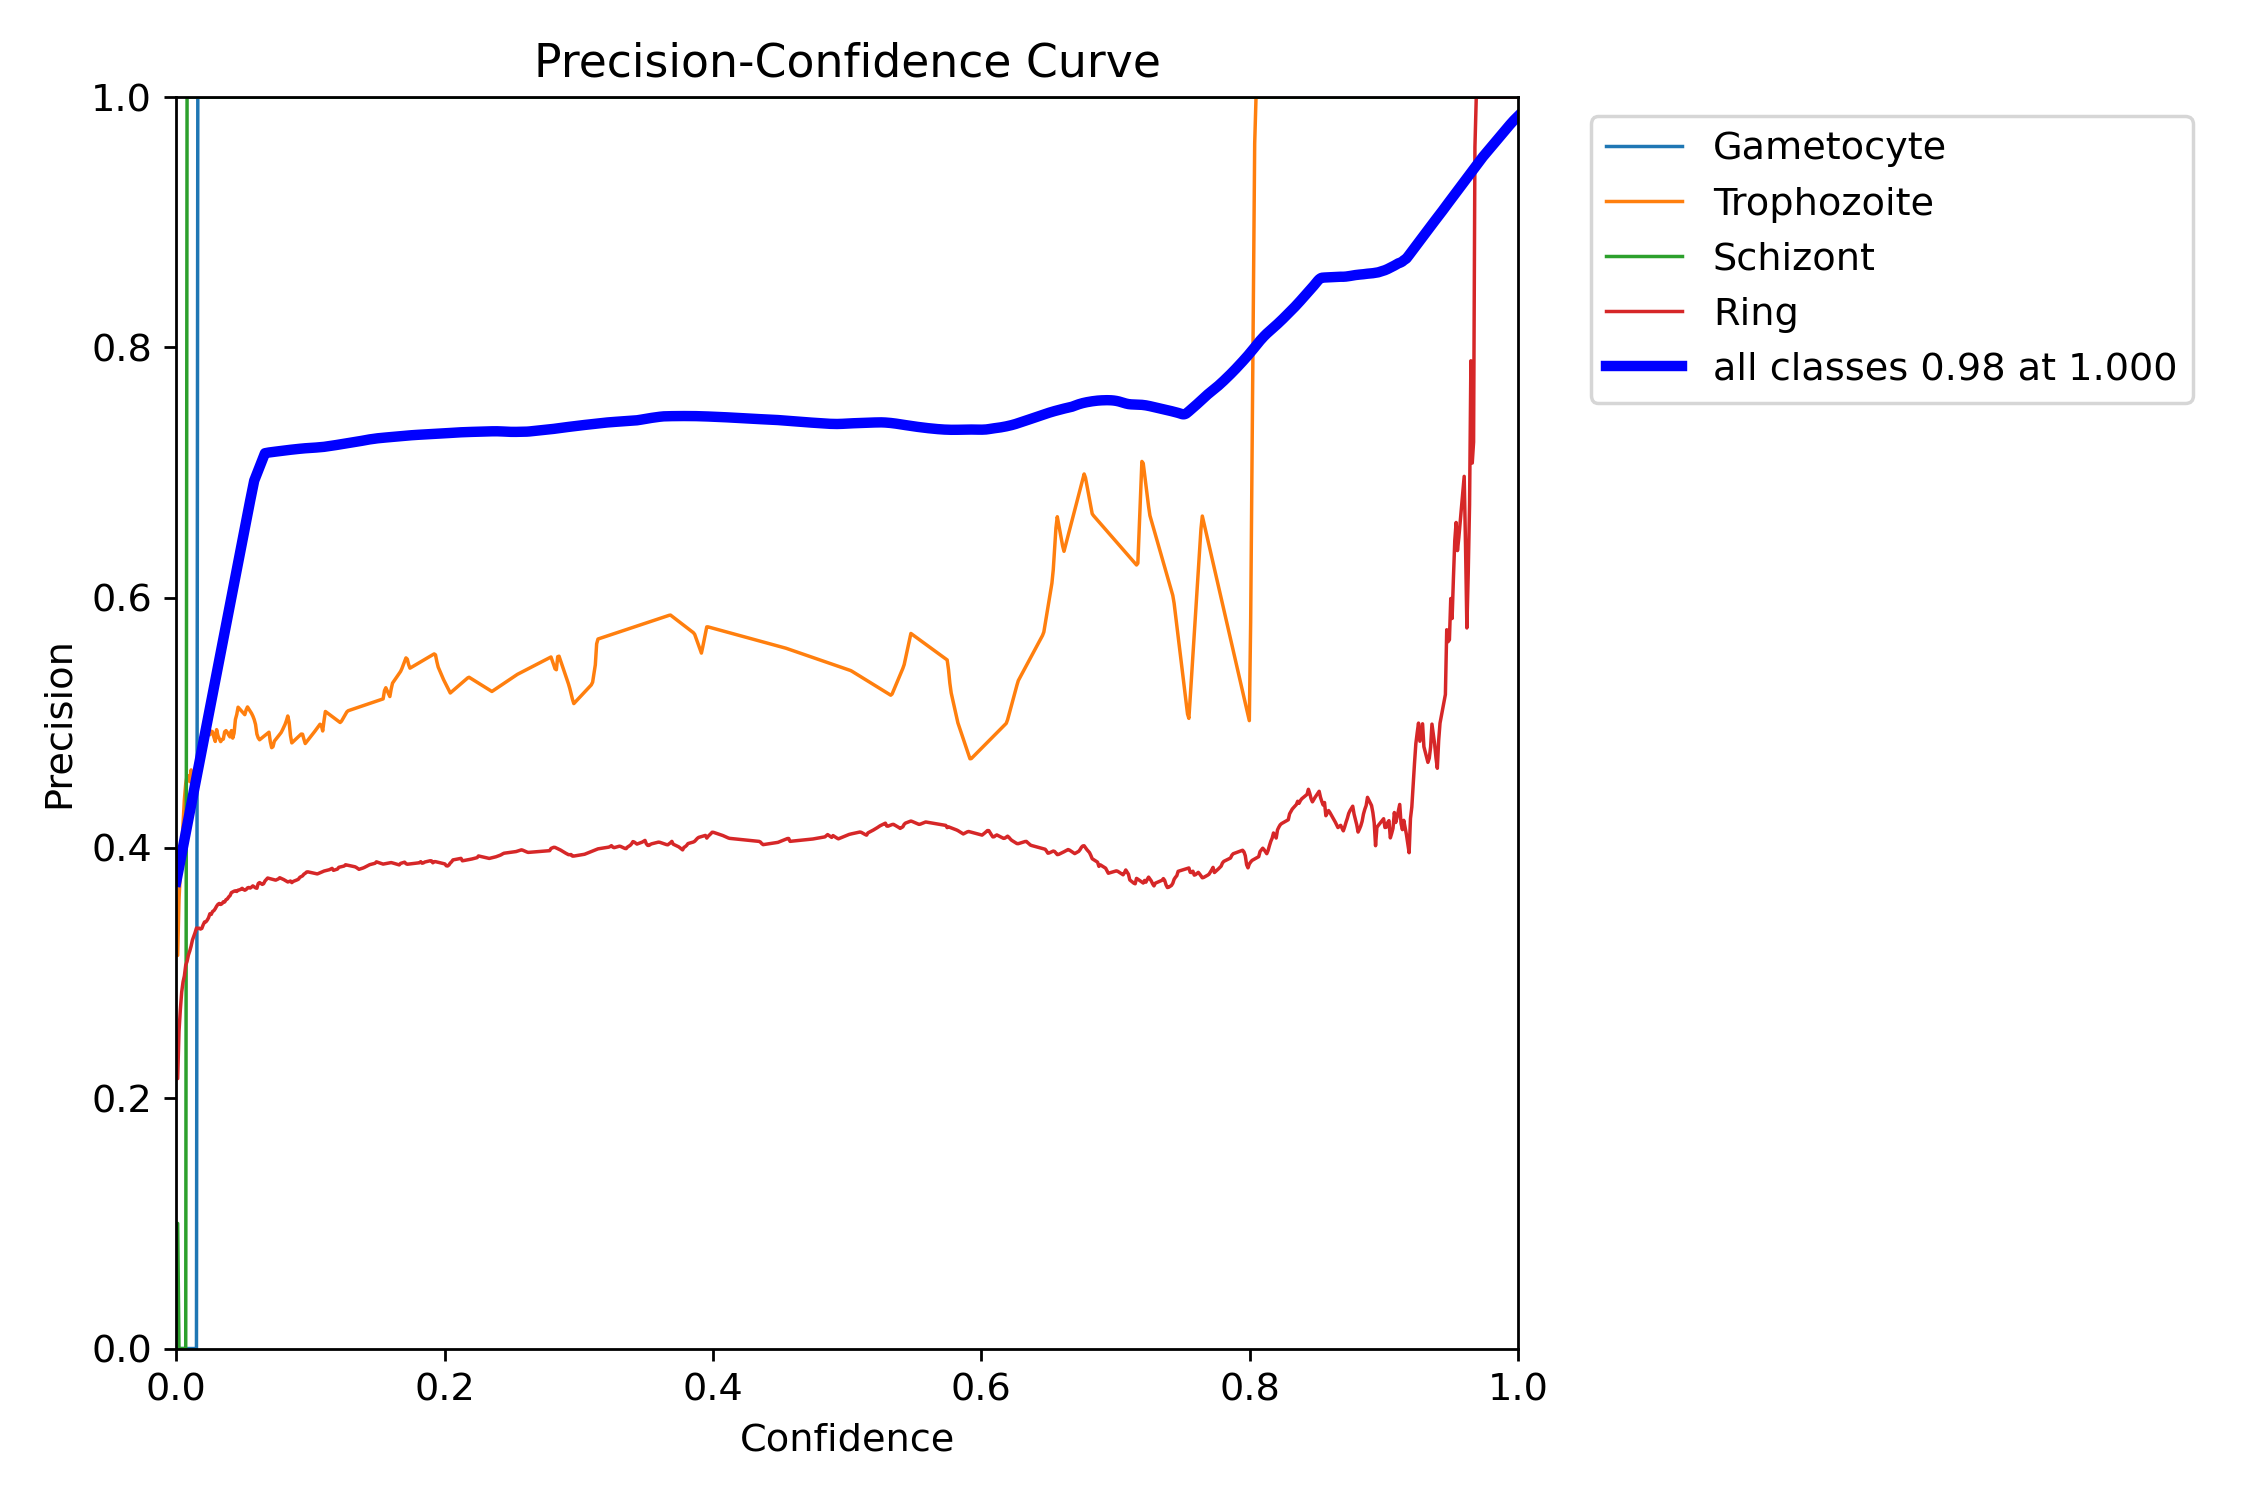 Precision-Confidence Curve
1.0
0.8
0.6
0.4
0.2
0.0
Precision
0.0 0.2 0.4 0.6 0.8 1.0
Confidence
Gametocyte
Trophozoite
Schizont
Ring
all classes 0.98 at 1.000